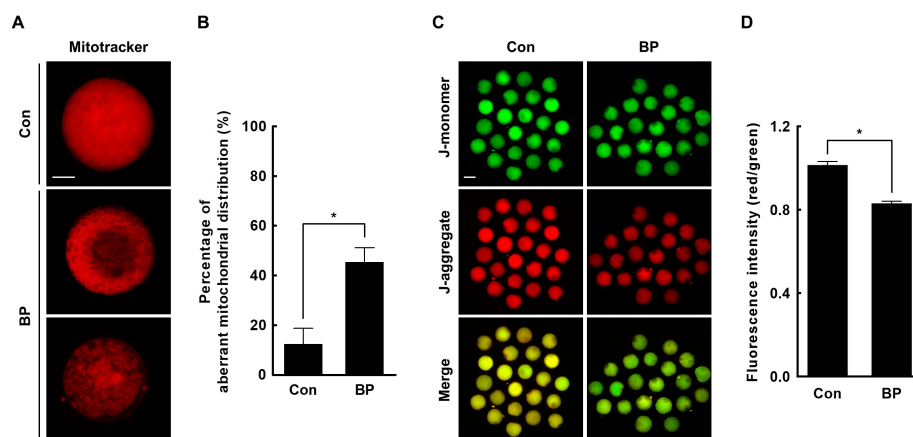 A
Mitotracker
Con
BP
B
Percentage of
aberrant mitochondrial distribution (%)
100
80
60
40
20
0
*
Con
BP
C
Con
BP
J-monomer
J-aggregate
Merge
D
Fluorescence intensity (red/green)
1.2
0.8
0.4
0.0
*
Con
BP